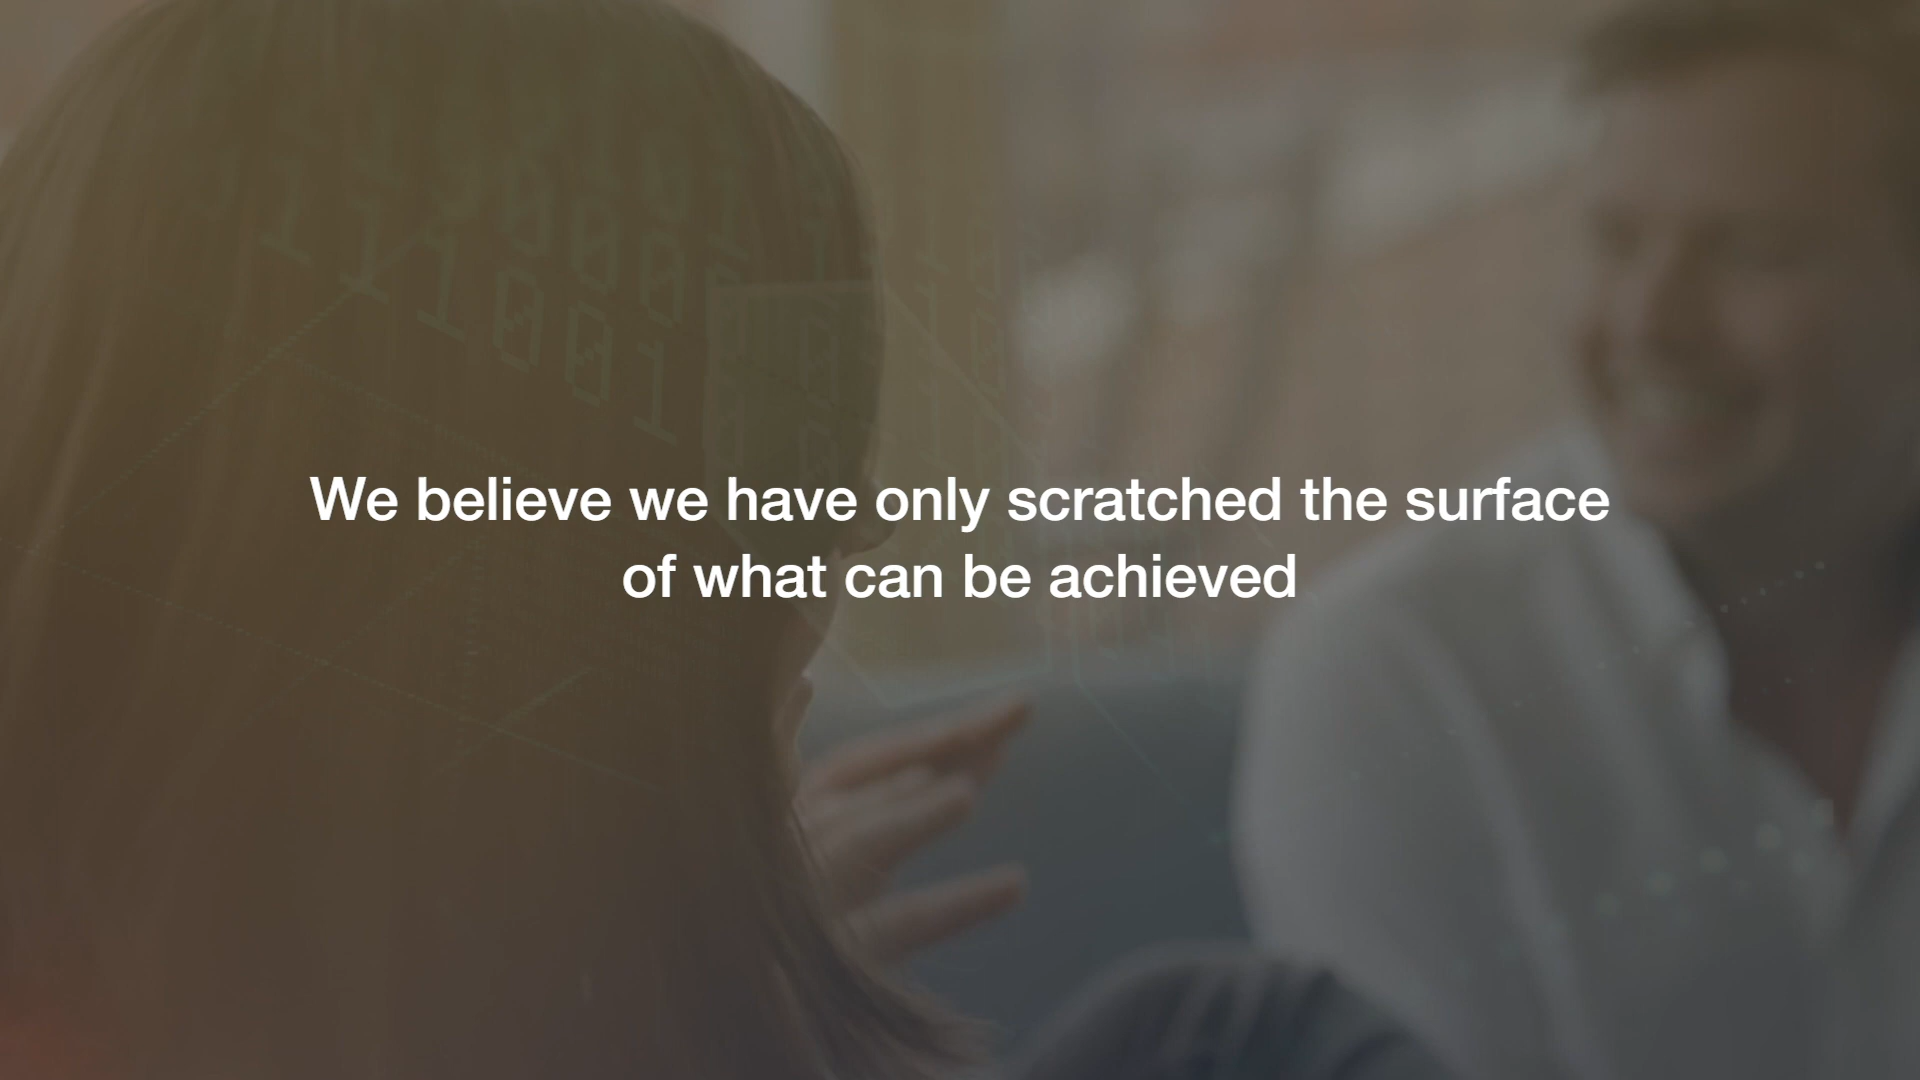 We believe we have only scratched the surface
of what can be achieved